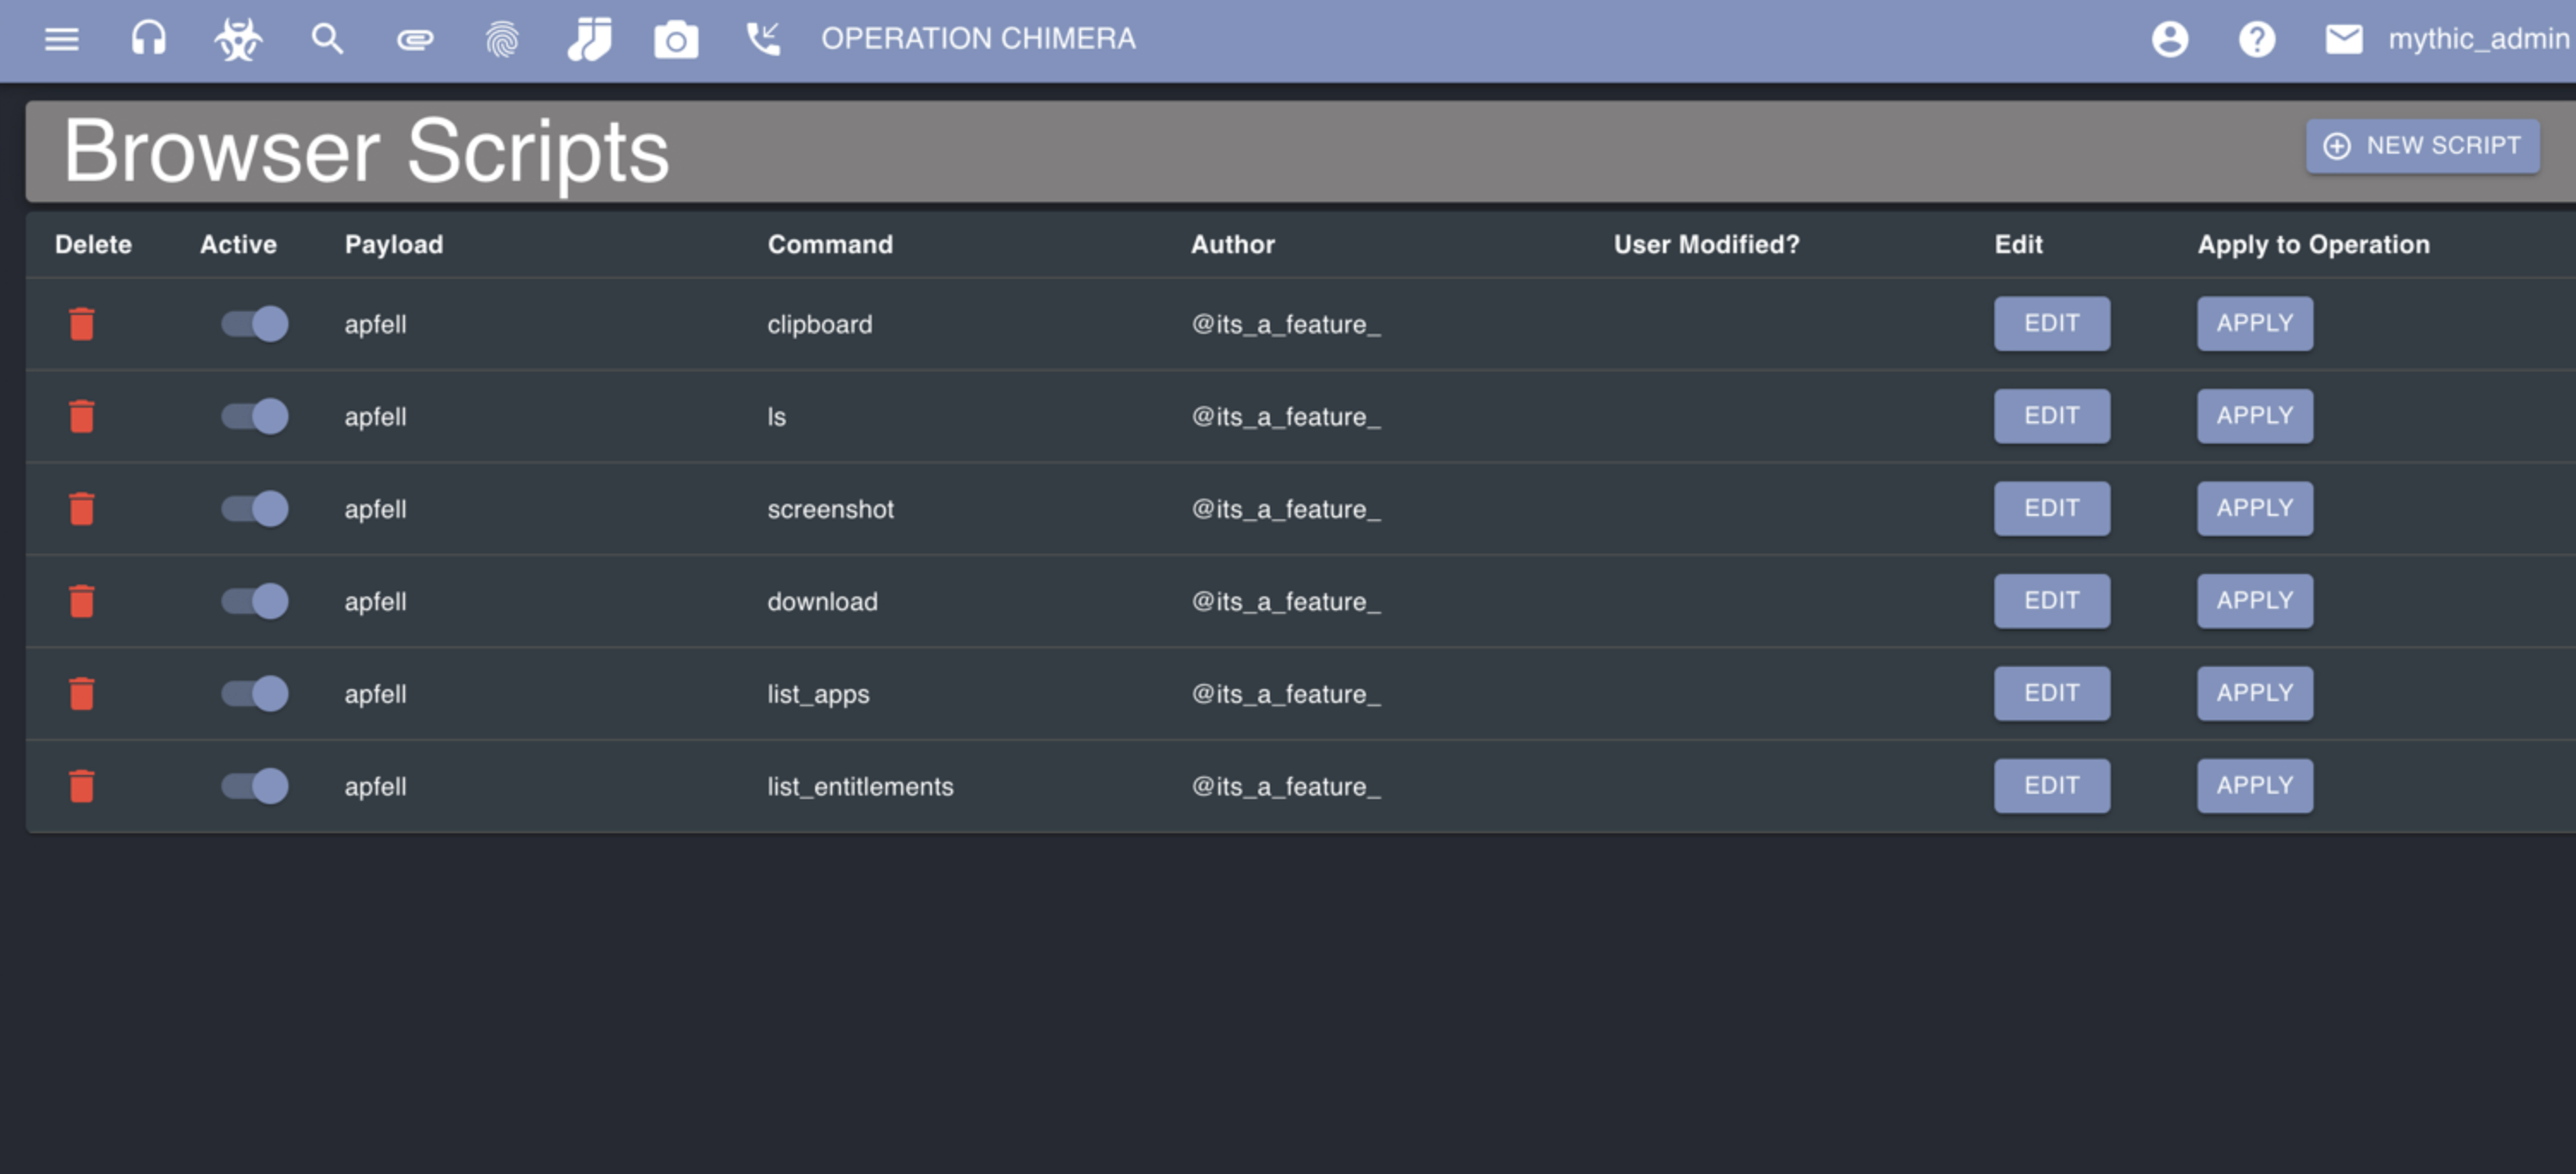 OPERATION CHIMERA mythic_admin
Browser Scripts NEW SCRIPT
Delete Active Payload Command Author User Modified? Edit Apply to Operation
apfell clipboard @its_a_feature_ EDIT APPLY
apfell ls @its_a_feature_ EDIT APPLY
apfell screenshot @its_a_feature_ EDIT APPLY
apfell download @its_a_feature_ EDIT APPLY
apfell list_apps @its_a_feature_ EDIT APPLY
apfell list_entitlements @its_a_feature_ EDIT APPLY